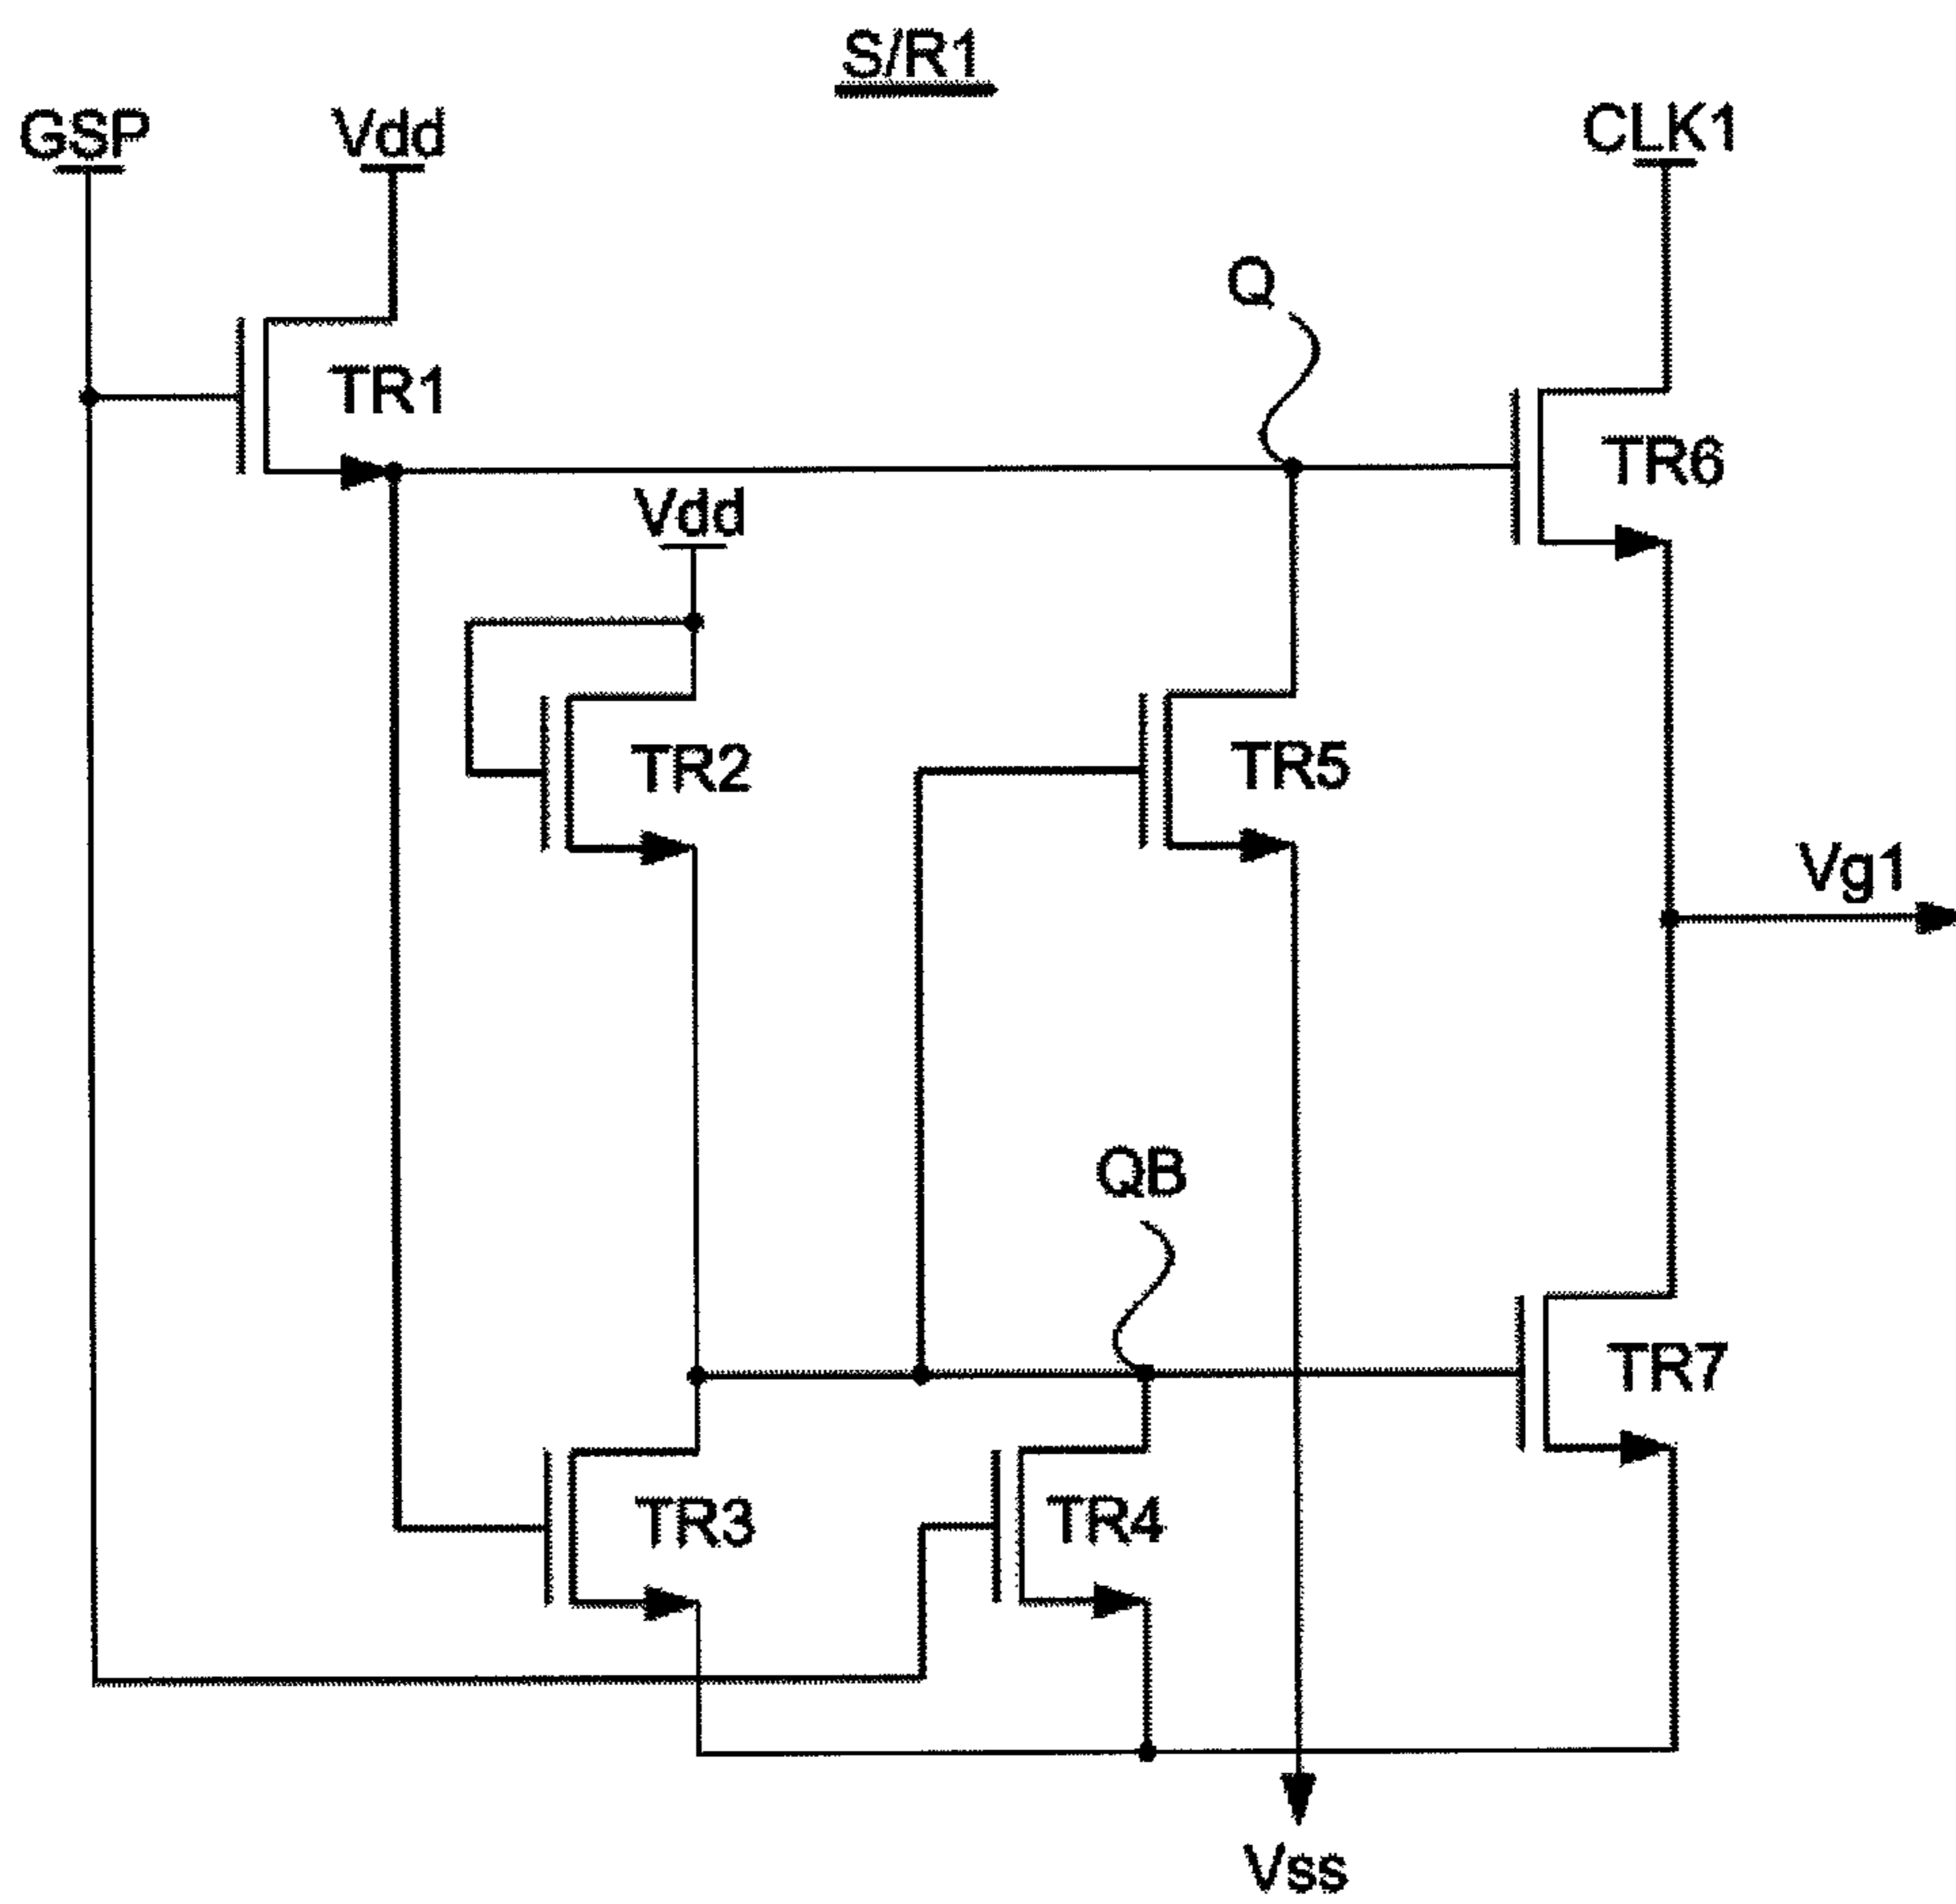 S/R1
GSP
Vdd
CLK1
Q
TR1
TR6
Vdd
TR2
TR5
Vg1
QB
TR7
TR3
TR4
Vss